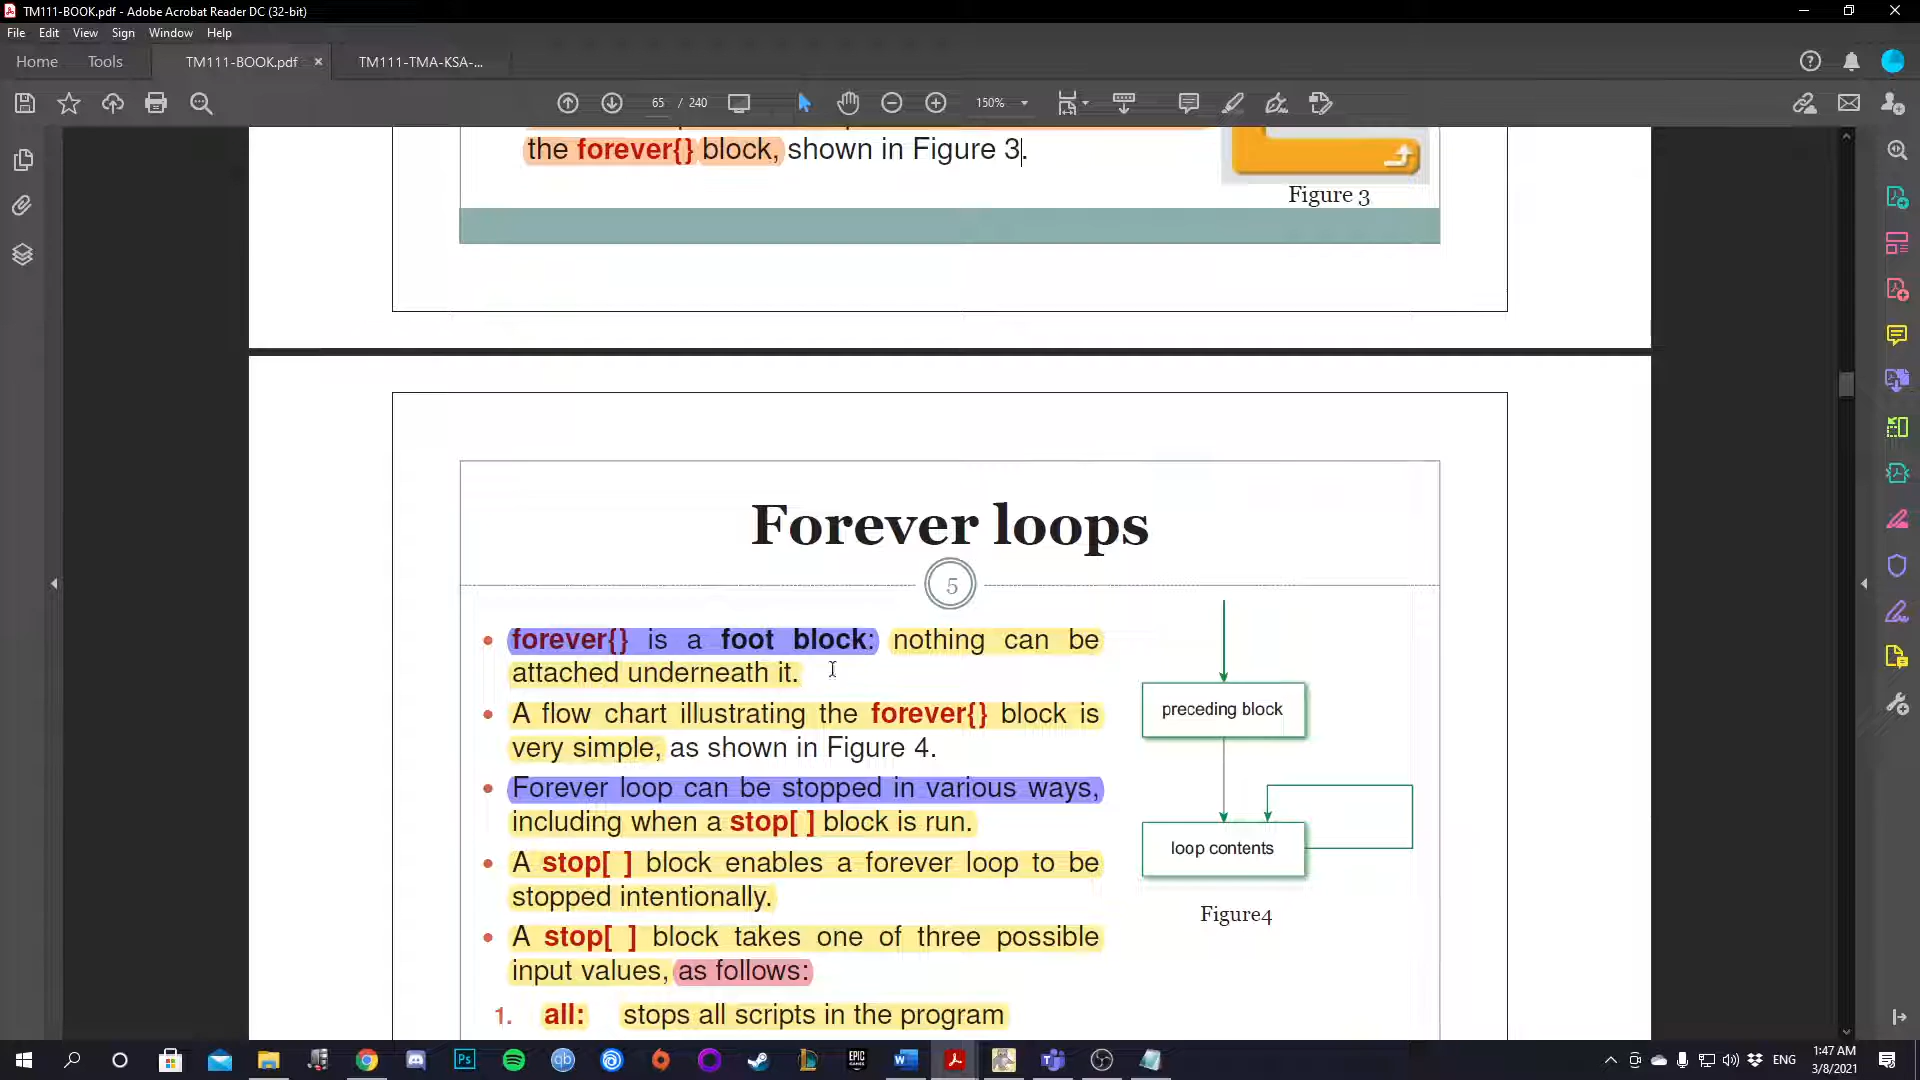 TM111-BOOK.pdf - Adobe Acrobat Reader DC (32-bit)
File Edit View Sign Window Help
Home Tools TM111-BOOK.pdf × TM111-TMA-KSA-...
65 / 240 150%
the forever{} block, shown in Figure 3.
Figure 3
Forever loops
5
• forever{} is a foot block: nothing can be
attached underneath it.
• A flow chart illustrating the forever{} block is
very simple, as shown in Figure 4.
• Forever loop can be stopped in various ways,
including when a stop[ ] block is run.
• A stop[ ] block enables a forever loop to be
stopped intentionally.
• A stop[ ] block takes one of three possible
input values, as follows:
1. all: stops all scripts in the program
preceding block
loop contents
Figure4
ENG
1:47 AM
3/8/2021